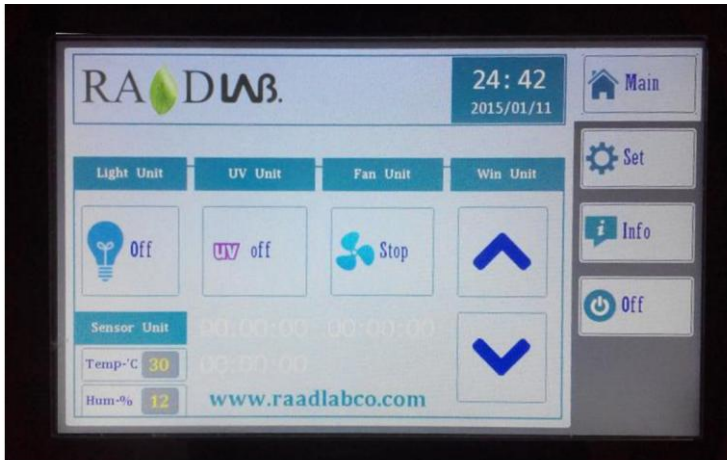 RAADLAB.
24:42
2015/01/11
Main
Set
Info
Off
Light Unit
UV Unit
Fan Unit
Win Unit
Off
UV off
Stop
Sensor Unit
00:00:00 00:00:00
Temp-°C 30
00:00:00
Hum-% 12
www.raadlabco.com